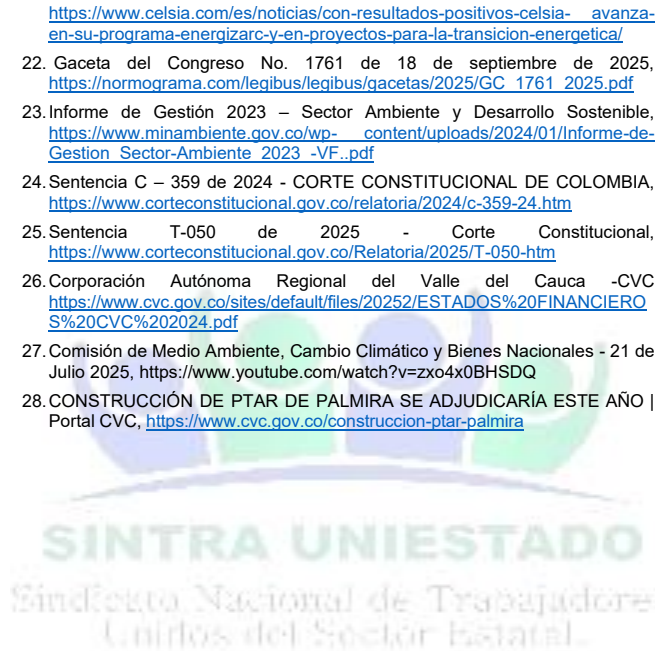 https://www.celsia.com/es/noticias/con-resultados-positivos-celsia- avanza-
en-su-programa-energizarc-y-en-proyectos-para-la-transicion-energetica/
22. Gaceta del Congreso No. 1761 de 18 de septiembre de 2025,
https://normograma.com/legibus/legibus/gacetas/2025/GC_1761_2025.pdf
23. Informe de Gestión 2023 – Sector Ambiente y Desarrollo Sostenible,
https://www.minambiente.gov.co/wp- content/uploads/2024/01/Informe-de-
Gestion_Sector-Ambiente_2023_-VF..pdf
24. Sentencia C – 359 de 2024 - CORTE CONSTITUCIONAL DE COLOMBIA,
https://www.corteconstitucional.gov.co/relatoria/2024/c-359-24.htm
25. Sentencia T-050 de 2025 - Corte Constitucional,
https://www.corteconstitucional.gov.co/Relatoria/2025/T-050-htm
26. Corporación Autónoma Regional del Valle del Cauca -CVC
https://www.cvc.gov.co/sites/default/files/20252/ESTADOS%20FINANCIERO
S%20CVC%202024.pdf
27. Comisión de Medio Ambiente, Cambio Climático y Bienes Nacionales - 21 de
Julio 2025, https://www.youtube.com/watch?v=zxo4x0BHSDQ
28. CONSTRUCCIÓN DE PTAR DE PALMIRA SE ADJUDICARÍA ESTE AÑO |
Portal CVC, https://www.cvc.gov.co/construccion-ptar-palmira
SINTRA UNIESTADO
Sindicato Nacional de Trabajadore
Unidos del Sector Estatal.